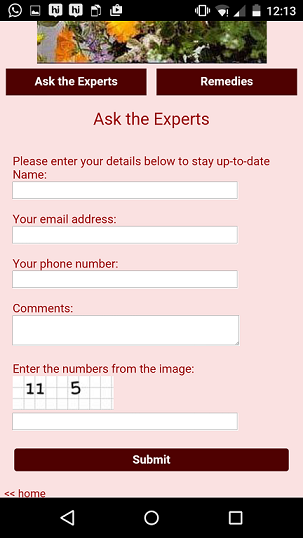 12:13
Ask the Experts
Remedies
Ask the Experts
Please enter your details below to stay up-to-date
Name:
Your email address:
Your phone number:
Comments:
Enter the numbers from the image:
11 5
Submit
<< home